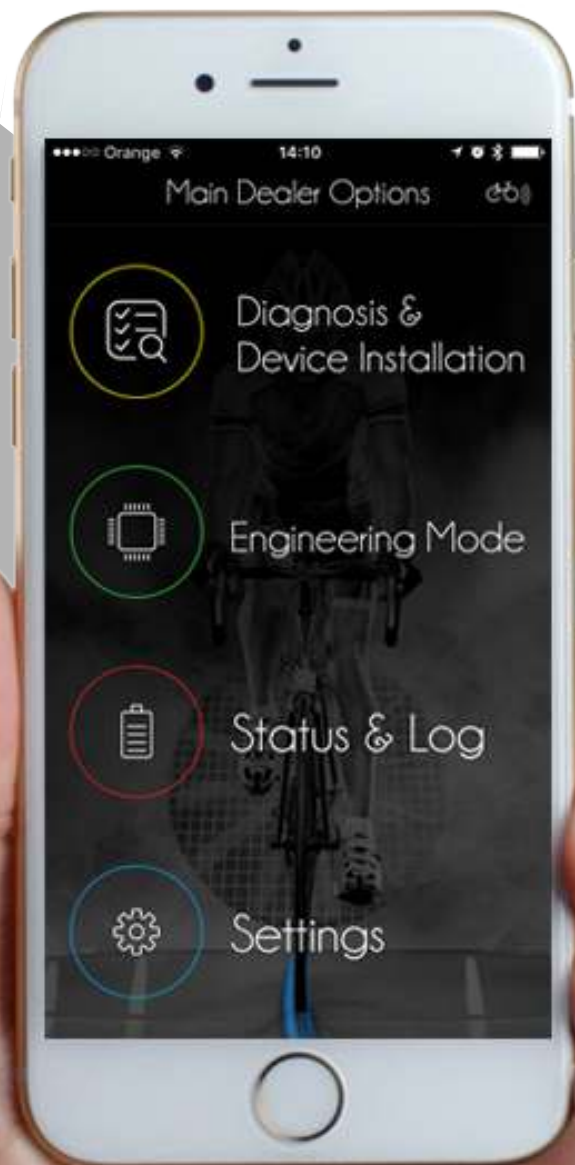 Orange
14:10
Main Dealer Options
Diagnosis &
Device Installation
Engineering Mode
Status & Log
Settings